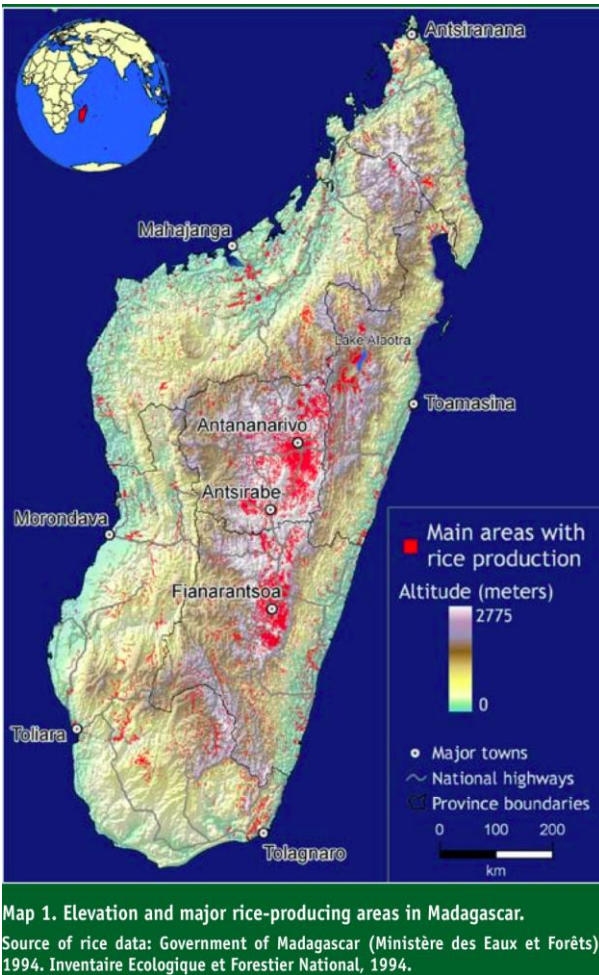 Antsiranana
Mahajanga
Lake Alaotra
Toamasina
Antananarivo
Antsirabe
Morondava
Fianarantsoa
Toliara
Tolagnaro
Main areas with
rice production
Altitude (meters)
2775
0
Major towns
National highways
Province boundaries
0 100 200
km
Map 1. Elevation and major rice-producing areas in Madagascar.
Source of rice data: Government of Madagascar (Ministère des Eaux et Forêts)
1994. Inventaire Ecologique et Forestier National, 1994.